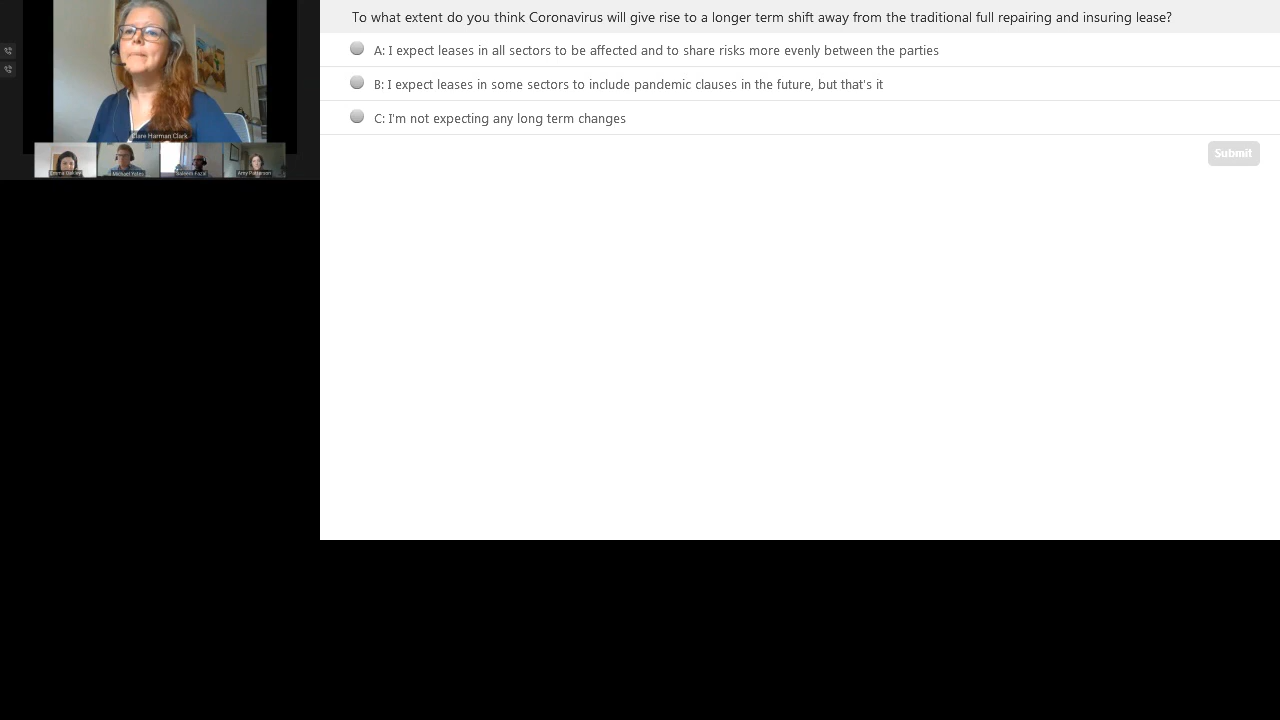 Clare Harman Clark
Michael Yates
Amy Patterson
To what extent do you think Coronavirus will give rise to a longer term shift away from the traditional full repairing and insuring lease?
A: I expect leases in all sectors to be affected and to share risks more evenly between the parties
B: I expect leases in some sectors to include pandemic clauses in the future, but that's it
C: I'm not expecting any long term changes
Submit